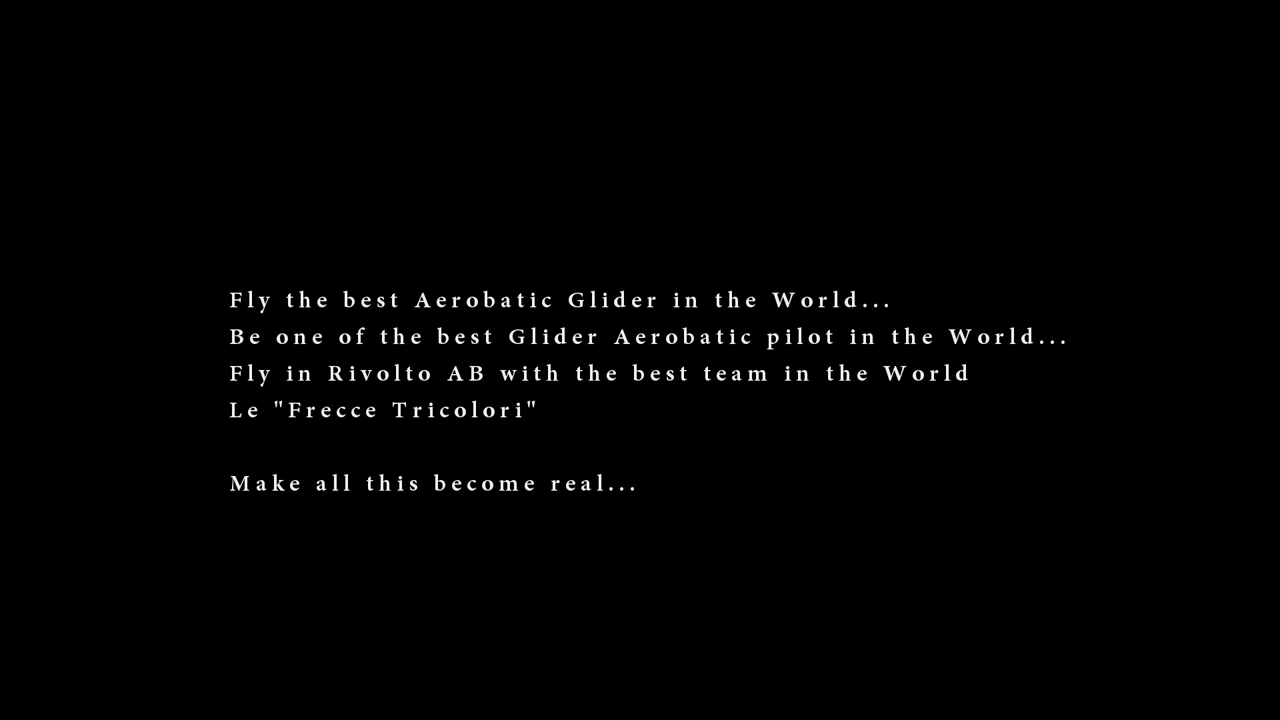 Fly the best Aerobatic Glider in the World...
Be one of the best Glider Aerobatic pilot in the World...
Fly in Rivolto AB with the best team in the World
Le "Frecce Tricolori"
Make all this become real...